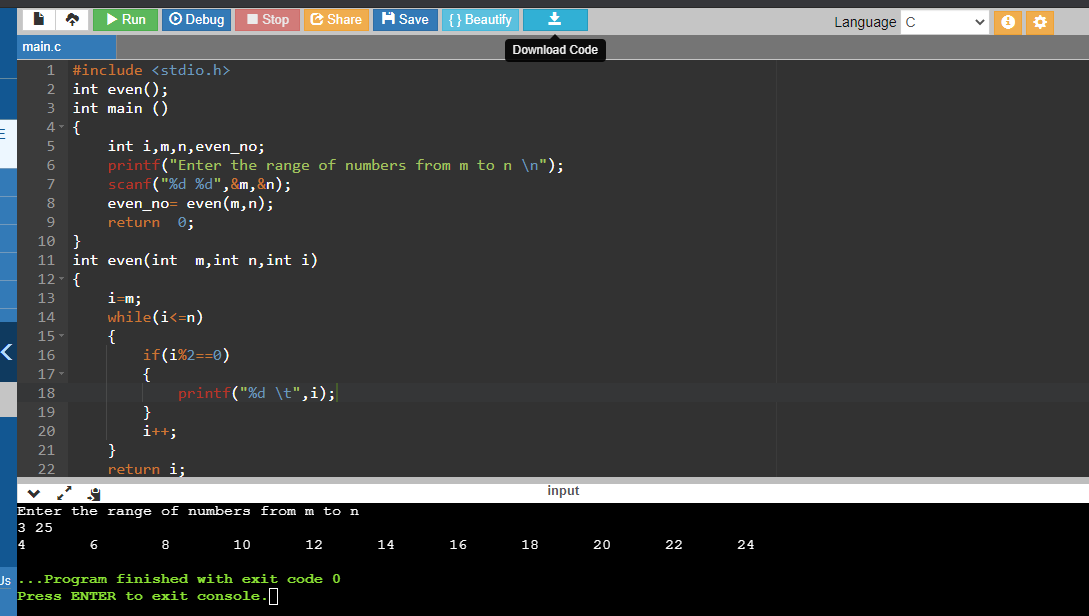 Run Debug Stop Share Save { } Beautify Language C
Download Code
main.c
1 #include <stdio.h>
2 int even();
3 int main ()
4 {
5 int i,m,n,even_no;
6 printf("Enter the range of numbers from m to n \n");
7 scanf("%d %d",&m,&n);
8 even_no= even(m,n);
9 return  0;
10 }
11 int even(int  m,int n,int i)
12 {
13 i=m;
14 while(i<=n)
15 {
16 if(i%2==0)
17 {
18 printf("%d \t",i);
19 }
20 i++;
21 }
22 return i;
input
Enter the range of numbers from m to n
3 25
4 6 8 10 12 14 16 18 20 22 24
...Program finished with exit code 0
Press ENTER to exit console.
E
Js